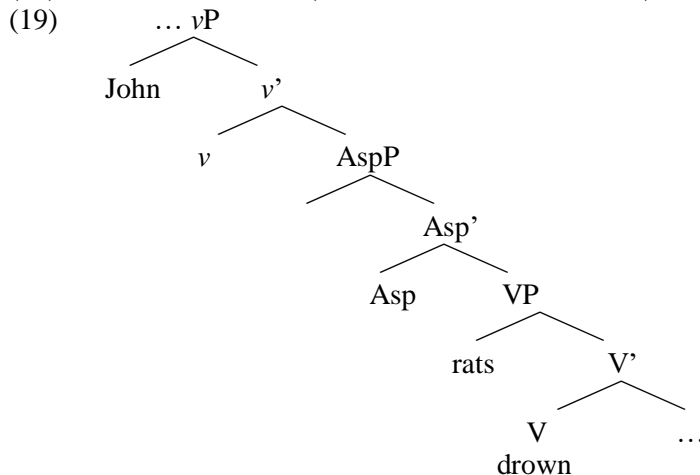 (19) … vP
John v’
v AspP
Asp’
Asp VP
rats V’
V …
drown